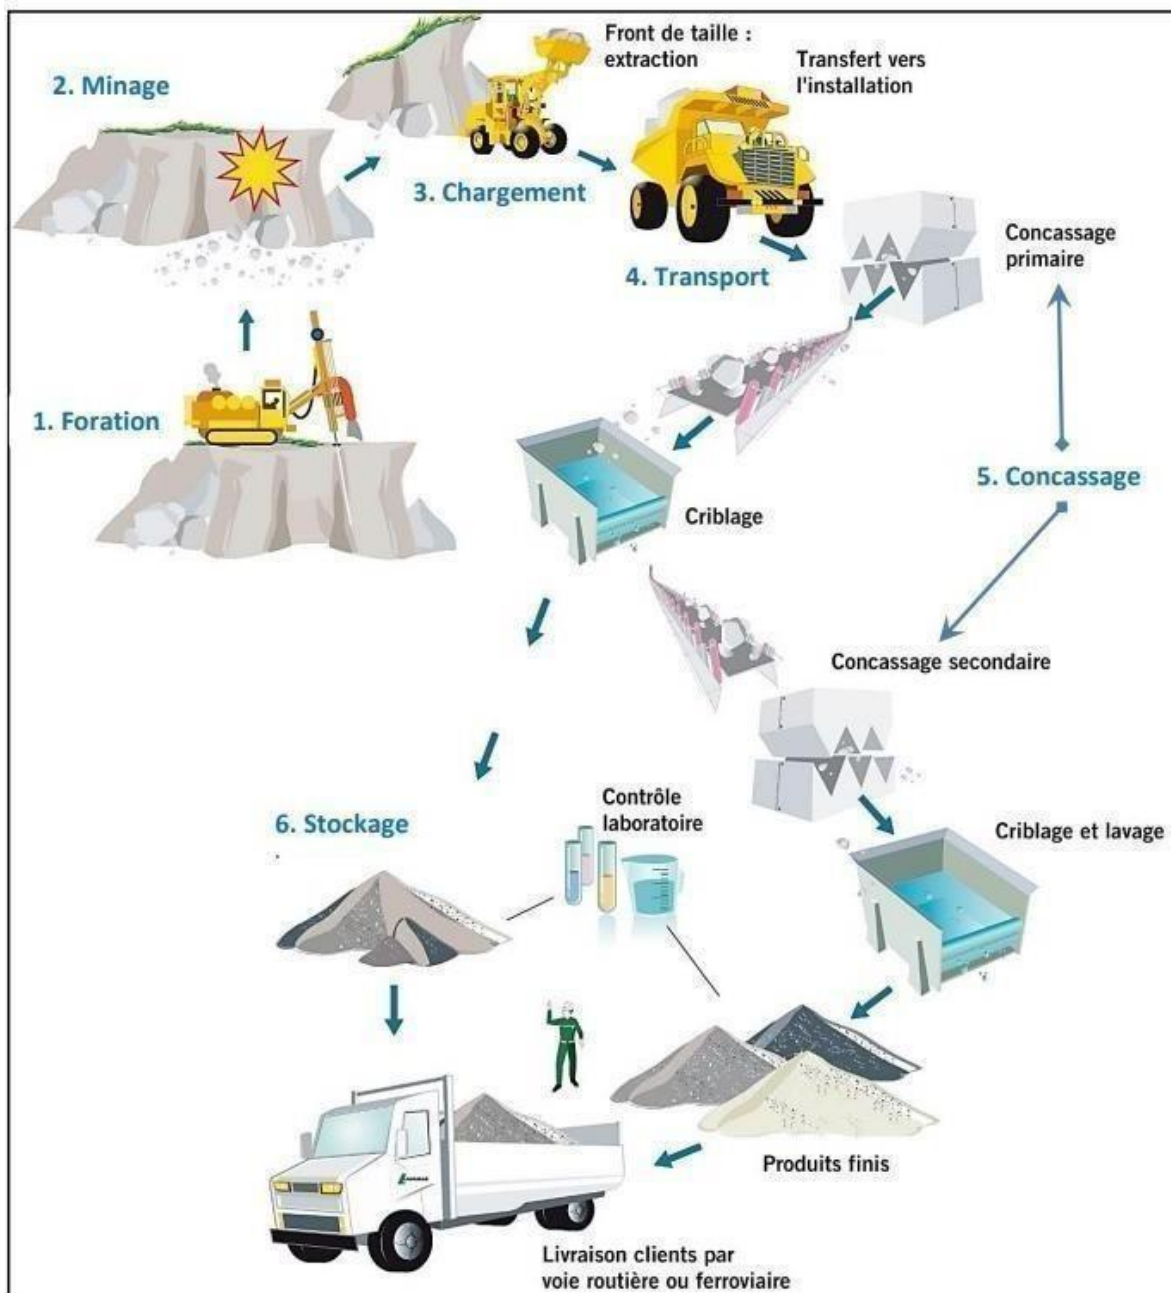 2. Minage
Front de taille :
extraction
Transfert vers
l'installation
3. Chargement
4. Transport
Concassage
primaire
1. Foration
Criblage
5. Concassage
Concassage secondaire
6. Stockage
Contrôle
laboratoire
Criblage et lavage
Produits finis
Livraison clients par
voie routière ou ferroviaire